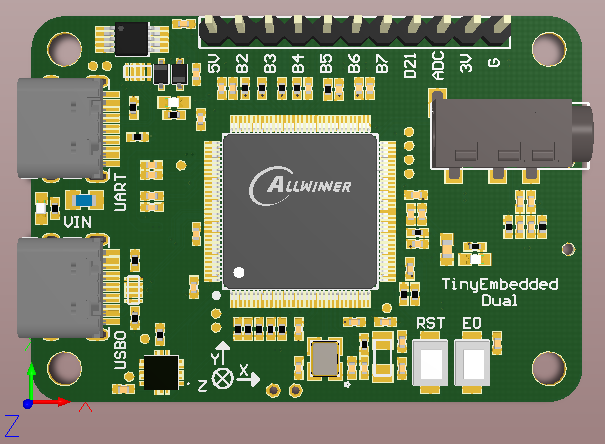 5V B2 B3 B4 B5 B6 B7 D21 ADC 3V G
UART
ALLWINNER
VIN
TinyEmbedded
Dual
RST E0
USB0
Y
X
Z
X
Z